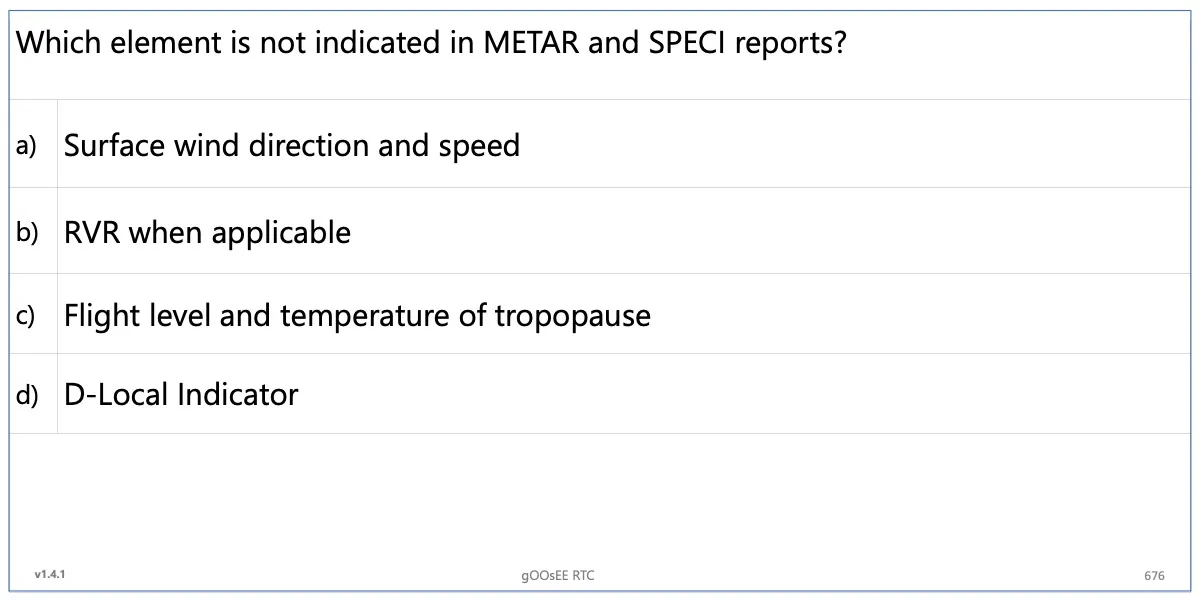 Which element is not indicated in METAR and SPECI reports?
a) Surface wind direction and speed
b) RVR when applicable
c) Flight level and temperature of tropopause
d) D-Local Indicator
v1.4.1 gOOsEE RTC 676